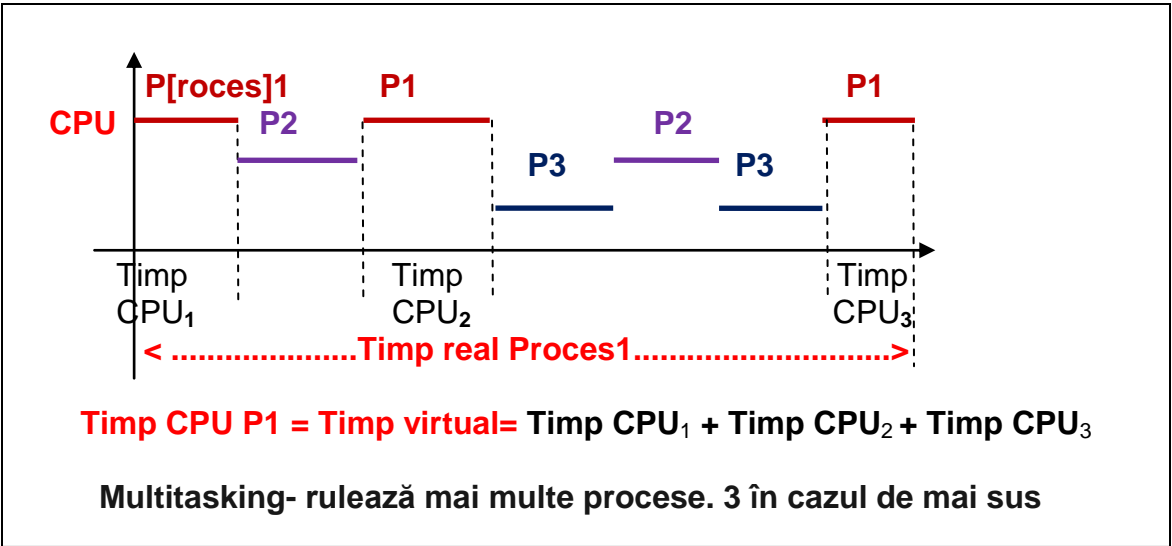 P[roces]1 P1 P1
CPU P2 P2
P3 P3
Timp Timp Timp
CPU₁ CPU₂ CPU₃
< .....................Timp real Proces1.............................>
Timp CPU P1 = Timp virtual= Timp CPU₁ + Timp CPU₂ + Timp CPU₃
Multitasking- rulează mai multe procese. 3 în cazul de mai sus